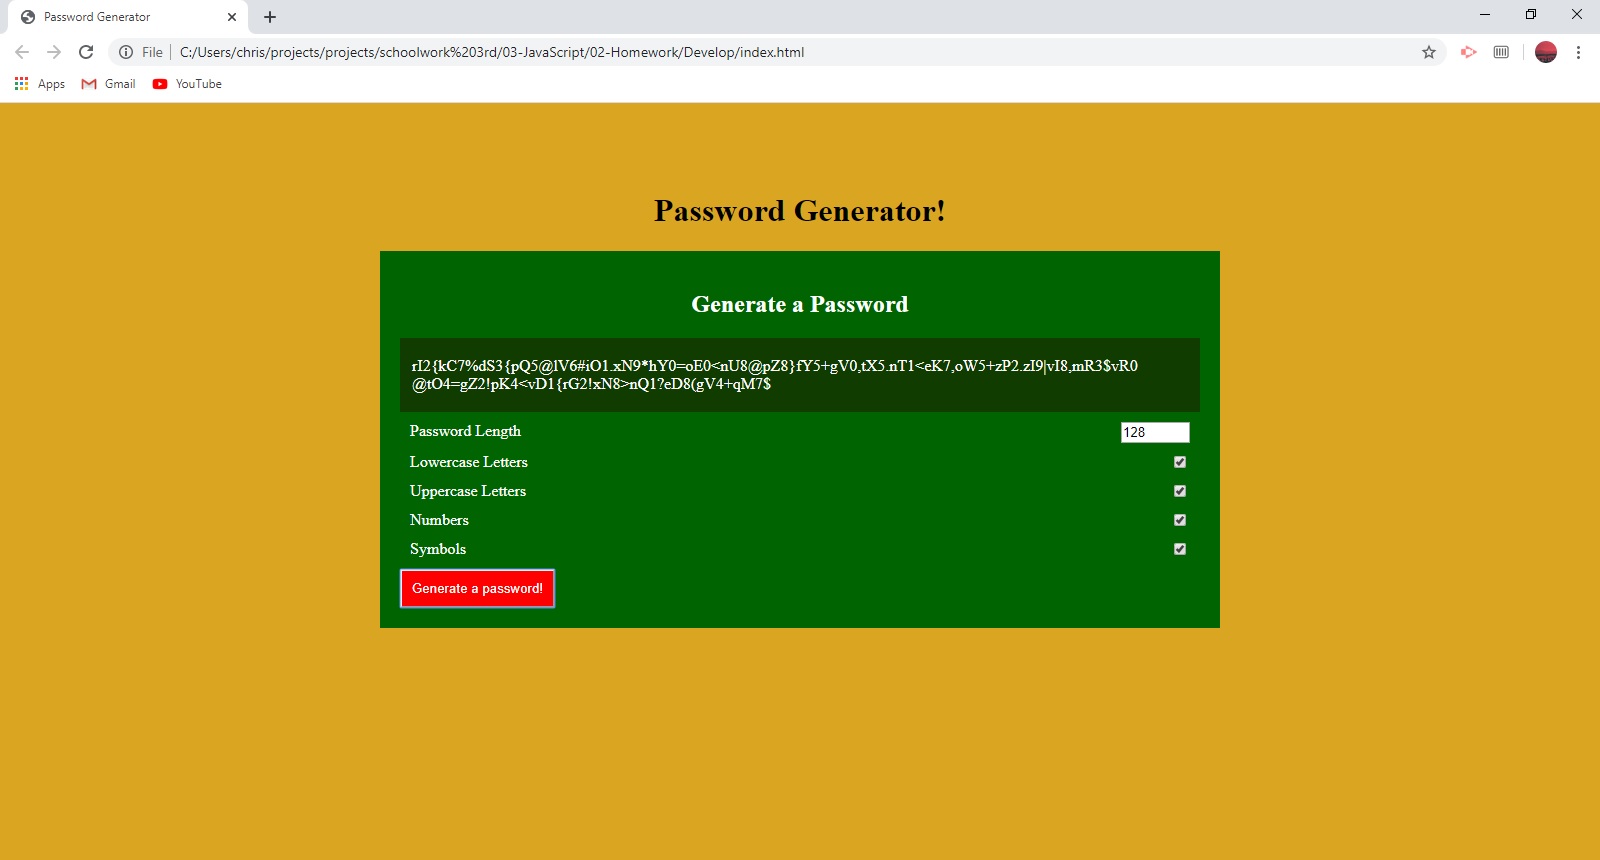 Password Generator
File
C:/Users/chris/projects/projects/schoolwork%203rd/03-JavaScript/02-Homework/Develop/index.html
Apps Gmail YouTube
Password Generator!
Generate a Password
rI2{kC7%dS3{pQ5@lV6#iO1.xN9*hY0=oE0<nU8@pZ8}fY5+gV0,tX5.nT1<eK7,oW5+zP2.zI9|vI8,mR3$vR0
@tO4=gZ2!pK4<vD1{rG2!xN8>nQ1?eD8(gV4+qM7$
Password Length 128
Lowercase Letters
Uppercase Letters
Numbers
Symbols
Generate a password!